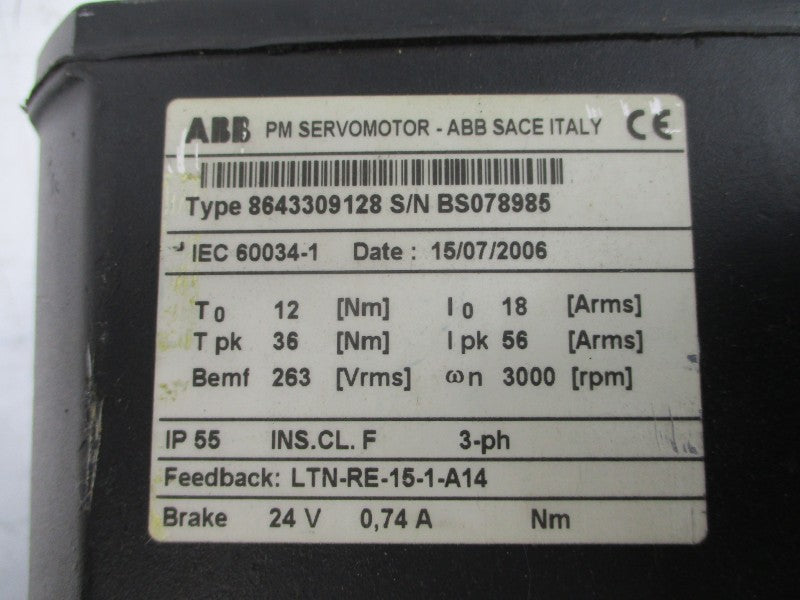 ABB PM SERVOMOTOR - ABB SACE ITALY CE
Type 8643309128 S/N BS078985
IEC 60034-1 Date : 15/07/2006
T0 12 [Nm] I0 18 [Arms]
T pk 36 [Nm] I pk 56 [Arms]
Bemf 263 [Vrms] ωn 3000 [rpm]
IP 55 INS.CL. F 3-ph
Feedback: LTN-RE-15-1-A14
Brake 24 V 0,74 A Nm